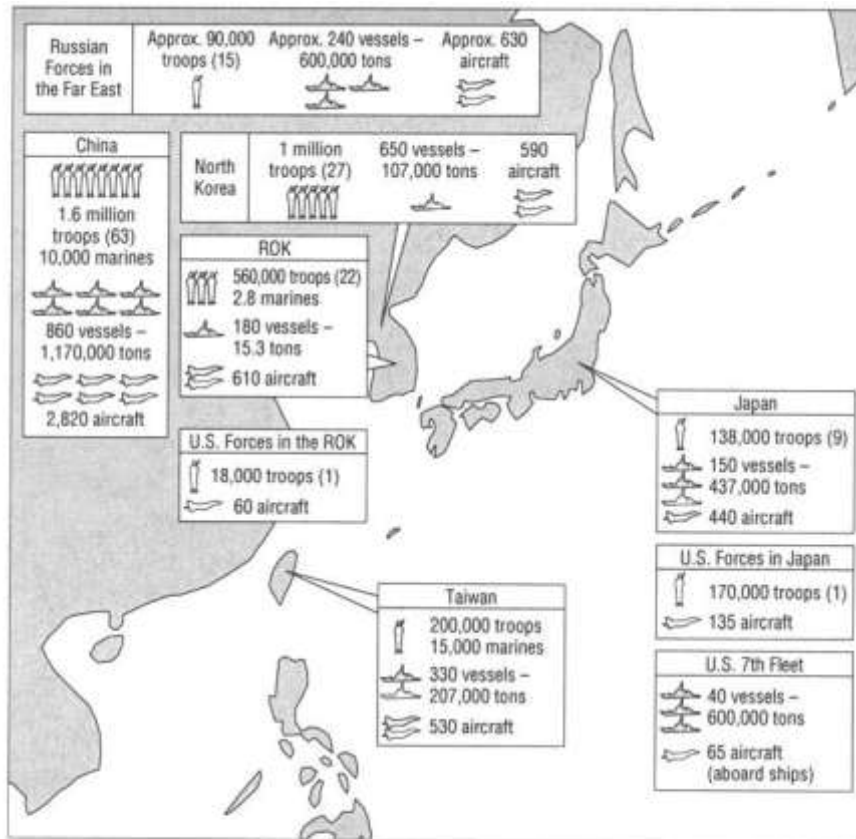 Russian
Forces in
the Far East
Approx. 90,000
troops (15)
Approx. 240 vessels –
600,000 tons
Approx. 630
aircraft
China
1.6 million
troops (63)
10,000 marines
860 vessels –
1,170,000 tons
2,820 aircraft
North
Korea
1 million
troops (27)
650 vessels –
107,000 tons
590
aircraft
ROK
560,000 troops (22)
2.8 marines
180 vessels –
15.3 tons
610 aircraft
U.S. Forces in the ROK
18,000 troops (1)
60 aircraft
Taiwan
200,000 troops
15,000 marines
330 vessels –
207,000 tons
530 aircraft
Japan
138,000 troops (9)
150 vessels –
437,000 tons
440 aircraft
U.S. Forces in Japan
170,000 troops (1)
135 aircraft
U.S. 7th Fleet
40 vessels –
600,000 tons
65 aircraft
(aboard ships)